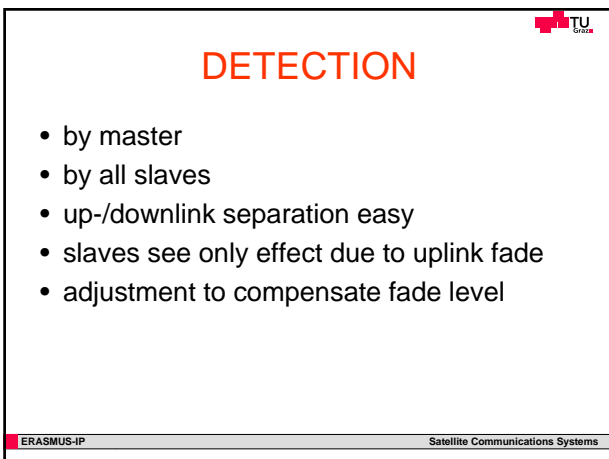 TU
Graz
DETECTION
• by master
• by all slaves
• up-/downlink separation easy
• slaves see only effect due to uplink fade
• adjustment to compensate fade level
ERASMUS-IP Satellite Communications Systems